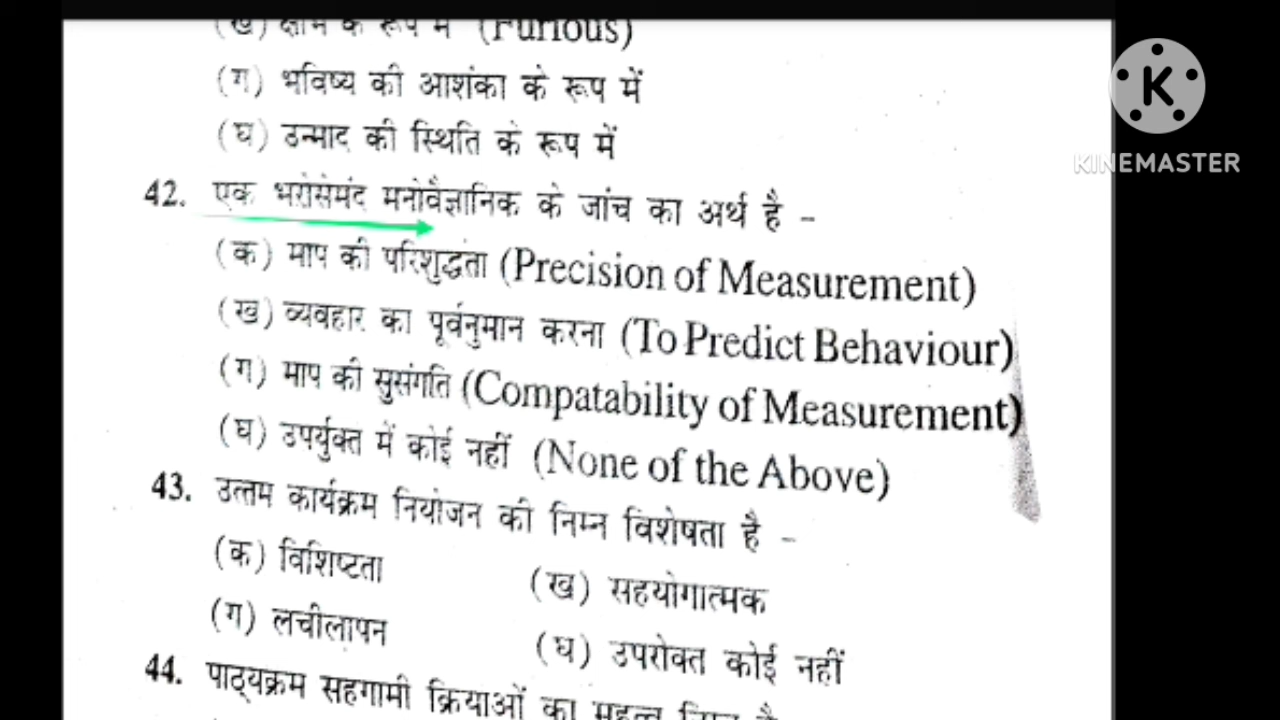 (ख) क्षोभ के रूप में (Furious)
(ग) भविष्य की आशंका के रूप में
(घ) उन्माद की स्थिति के रूप में
42. एक भरोसेमंद मनोवैज्ञानिक के जांच का अर्थ है -
(क) माप की परिशुद्धता (Precision of Measurement)
(ख) व्यवहार का पूर्वनुमान करना (To Predict Behaviour)
(ग) माप की सुसंगति (Compatability of Measurement)
(घ) उपर्युक्त में कोई नहीं (None of the Above)
43. उत्तम कार्यक्रम नियोजन की निम्न विशेषता है -
(क) विशिष्टता (ख) सहयोगात्मक
(ग) लचीलापन (घ) उपरोक्त कोई नहीं
44. पाठ्यक्रम सहगामी क्रियाओं का महत्व निम्न है
K
KINEMASTER